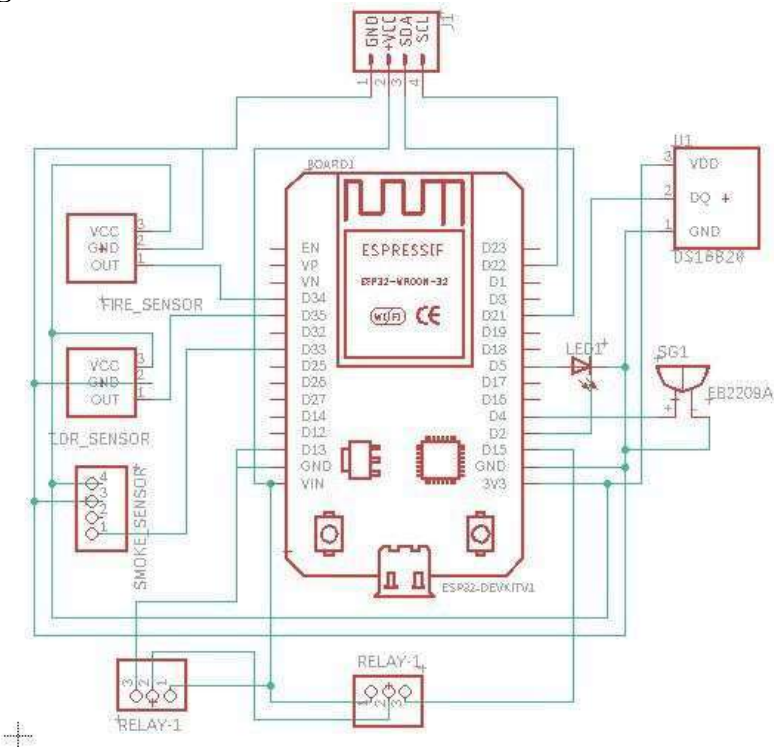 J1
GND
+VCC
SDA
SCL
1
2
3
4
BOARD1
U1
3 VDD
2 DQ
1 GND
DS18B20
VCC 3
GND 2
OUT 1
FIRE_SENSOR
VCC 3
GND 2
OUT 1
LDR_SENSOR
4
3
2
1
SMOKE_SENSOR
ESPRESSIF
ESP32-WROOM-32
WiFi CE
EN
VP
VN
D34
D35
D32
D33
D25
D26
D27
D14
D12
D13
GND
VIN
D23
D22
D1
D3
D21
D19
D18
D5
D17
D16
D4
D2
D15
GND
3V3
LED1
SG1
+ -
EB2209A
ESP32-DEVKITV1
3 2 1
RELAY-1
RELAY-1
1 2 3